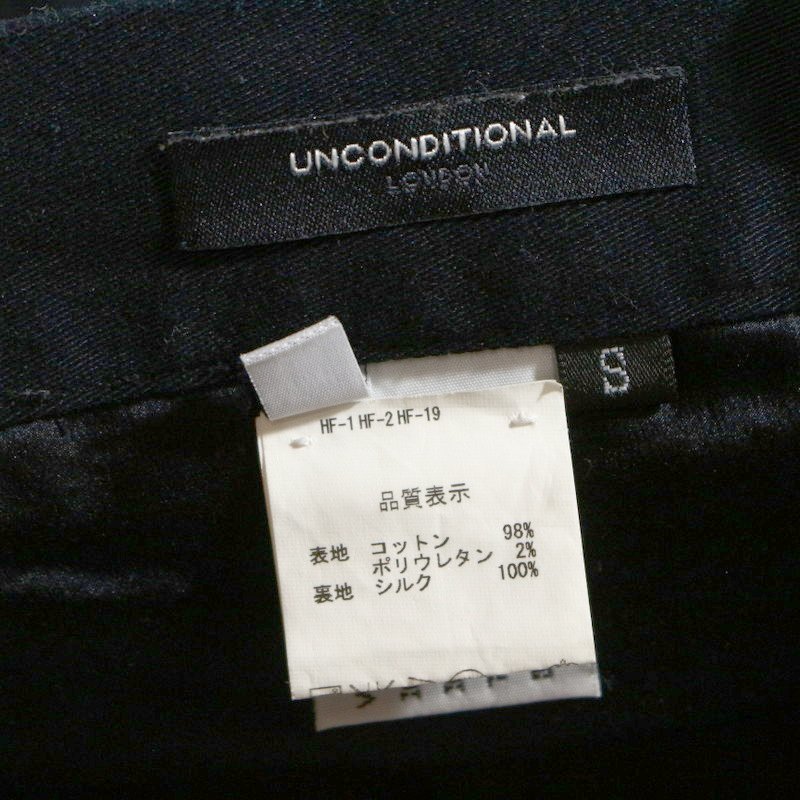 UNCONDITIONAL
LONDON
S
HF-1 HF-2 HF-19
品質表示
表地 コットン 98%
ポリウレタン 2%
裏地 シルク 100%